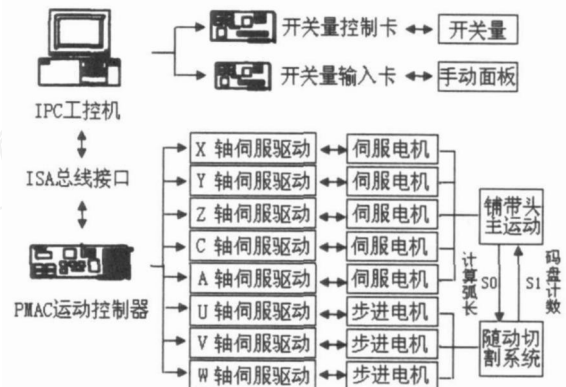 开关量控制卡
开关量
开关量输入卡
手动面板
IPC工控机
ISA总线接口
PMAC运动控制器
X 轴伺服驱动
伺服电机
Y 轴伺服驱动
伺服电机
Z 轴伺服驱动
伺服电机
C 轴伺服驱动
伺服电机
A 轴伺服驱动
伺服电机
U 轴伺服驱动
步进电机
V 轴伺服驱动
步进电机
W 轴伺服驱动
步进电机
铺带头
主运动
计算弧长
S0
S1
码盘计数
随动切
割系统